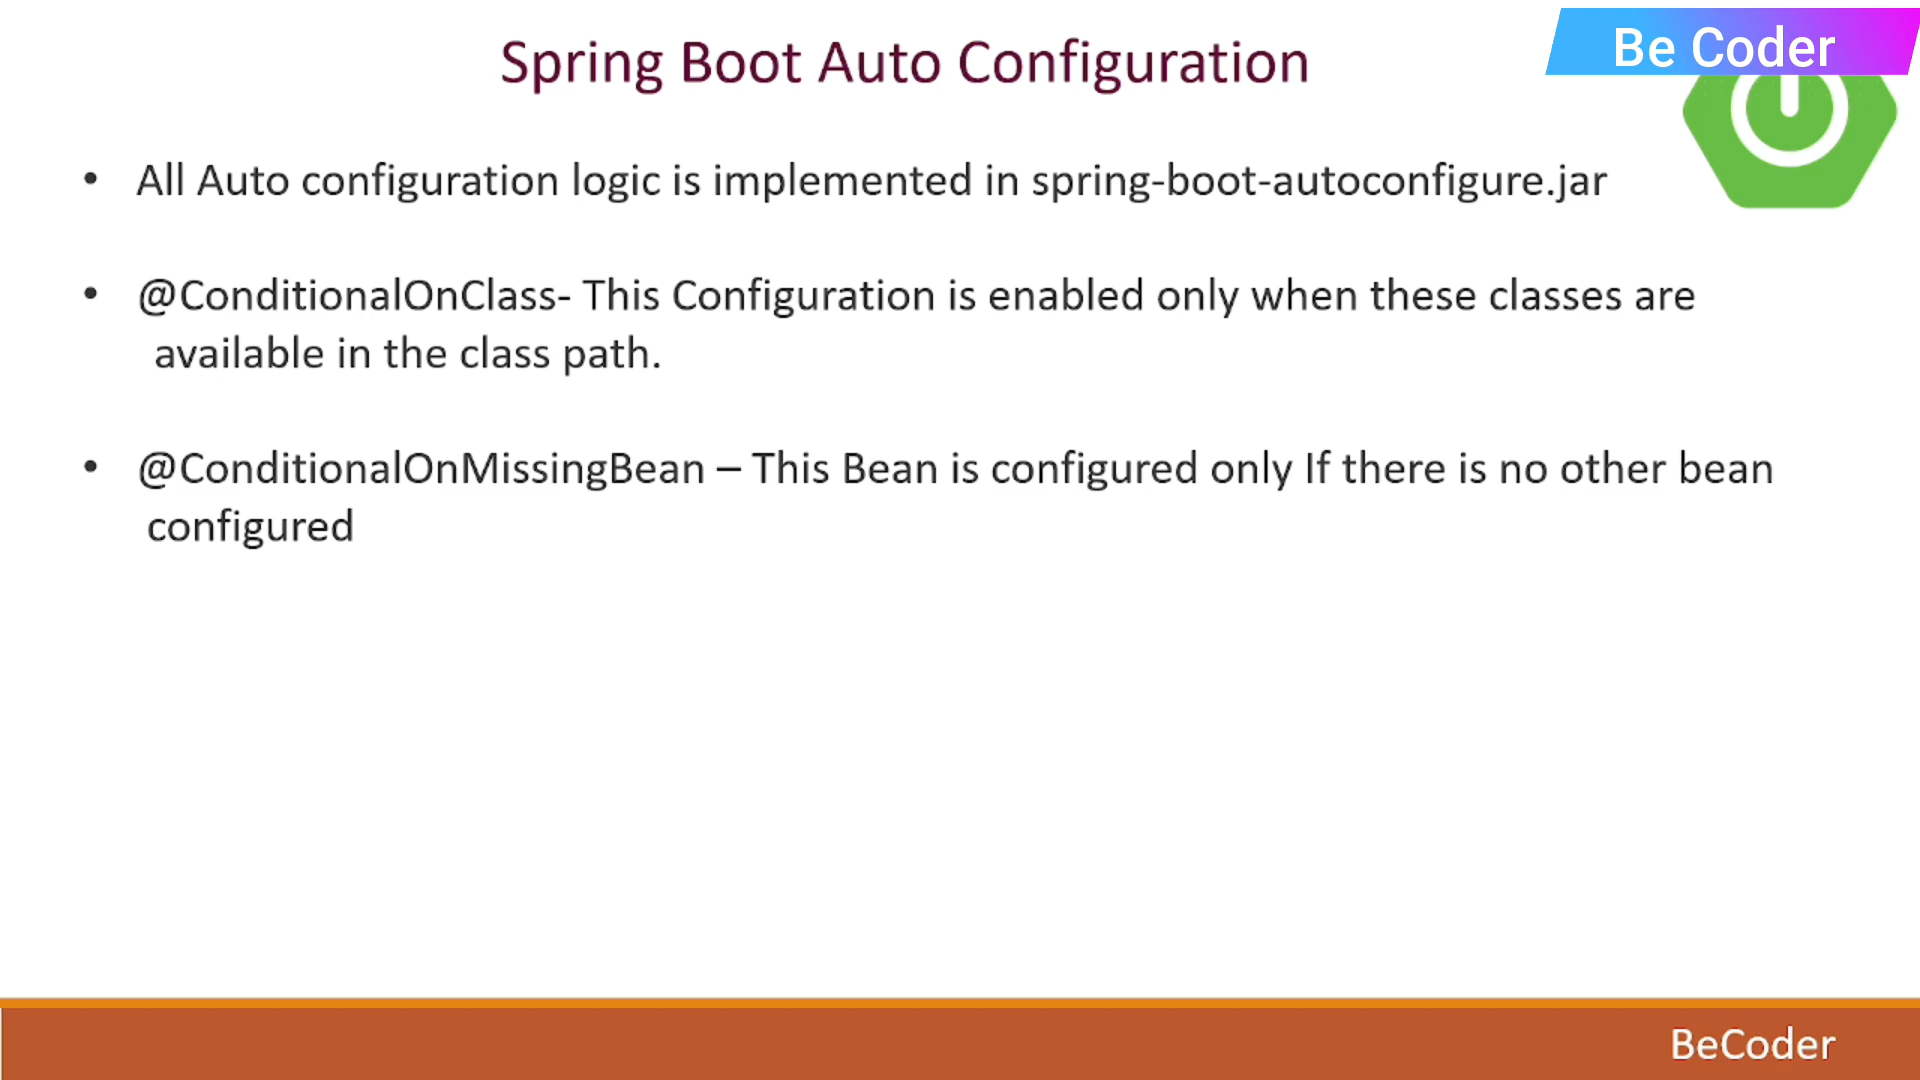 Spring Boot Auto Configuration
Be Coder
• All Auto configuration logic is implemented in spring-boot-autoconfigure.jar
• @ConditionalOnClass- This Configuration is enabled only when these classes are
available in the class path.
• @ConditionalOnMissingBean – This Bean is configured only If there is no other bean
configured
BeCoder